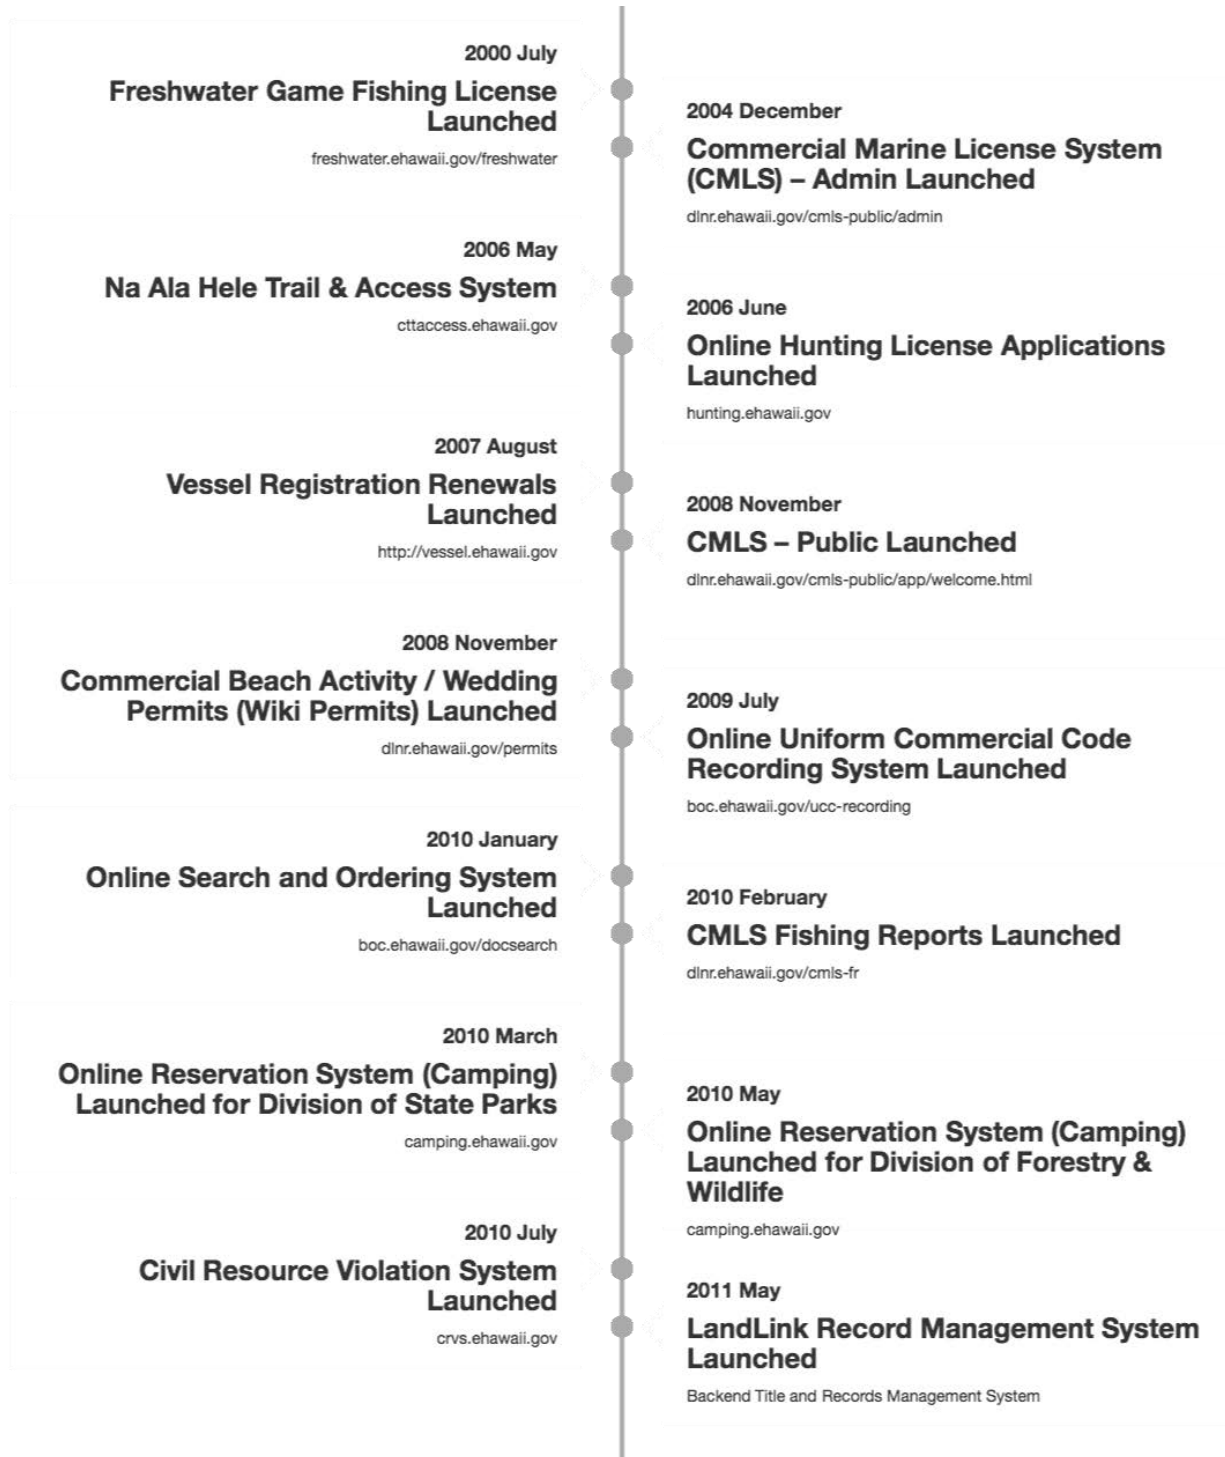 2000 July
Freshwater Game Fishing License
Launched
freshwater.ehawaii.gov/freshwater
2004 December
Commercial Marine License System
(CMLS) – Admin Launched
dlnr.ehawaii.gov/cmls-public/admin
2006 May
Na Ala Hele Trail & Access System
cttaccess.ehawaii.gov
2006 June
Online Hunting License Applications
Launched
hunting.ehawaii.gov
2007 August
Vessel Registration Renewals
Launched
http://vessel.ehawaii.gov
2008 November
CMLS – Public Launched
dlnr.ehawaii.gov/cmls-public/app/welcome.html
2008 November
Commercial Beach Activity / Wedding
Permits (Wiki Permits) Launched
dlnr.ehawaii.gov/permits
2009 July
Online Uniform Commercial Code
Recording System Launched
boc.ehawaii.gov/ucc-recording
2010 January
Online Search and Ordering System
Launched
boc.ehawaii.gov/docsearch
2010 February
CMLS Fishing Reports Launched
dlnr.ehawaii.gov/cmls-fr
2010 March
Online Reservation System (Camping)
Launched for Division of State Parks
camping.ehawaii.gov
2010 May
Online Reservation System (Camping)
Launched for Division of Forestry &
Wildlife
camping.ehawaii.gov
2010 July
Civil Resource Violation System
Launched
crvs.ehawaii.gov
2011 May
LandLink Record Management System
Launched
Backend Title and Records Management System